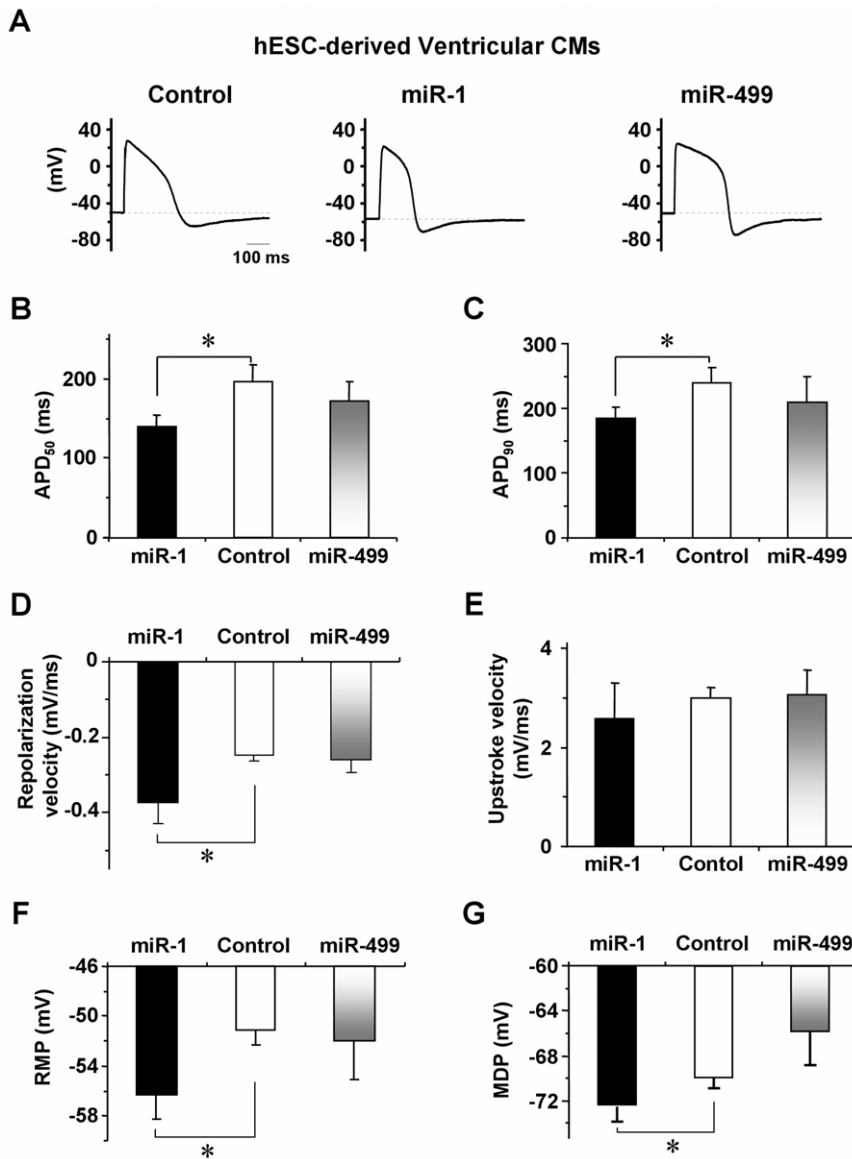 A
hESC-derived Ventricular CMs
Control miR-1 miR-499
(mV)
40 40 40
0 0 0
-40 -40 -40
-80 -80 -80
100 ms
B
*
APD50 (ms)
200
100
0
miR-1 Control miR-499
C
*
APD90 (ms)
300
200
100
0
miR-1 Control miR-499
D
miR-1 Control miR-499
Repolarization
velocity (mV/ms)
0
-0.2
-0.4
*
E
Upstroke velocity
(mV/ms)
4
2
0
miR-1 Contol miR-499
F
miR-1 Control miR-499
RMP (mV)
-46
-50
-54
-58
*
G
miR-1 Control miR-499
MDP (mV)
-60
-64
-68
-72
*